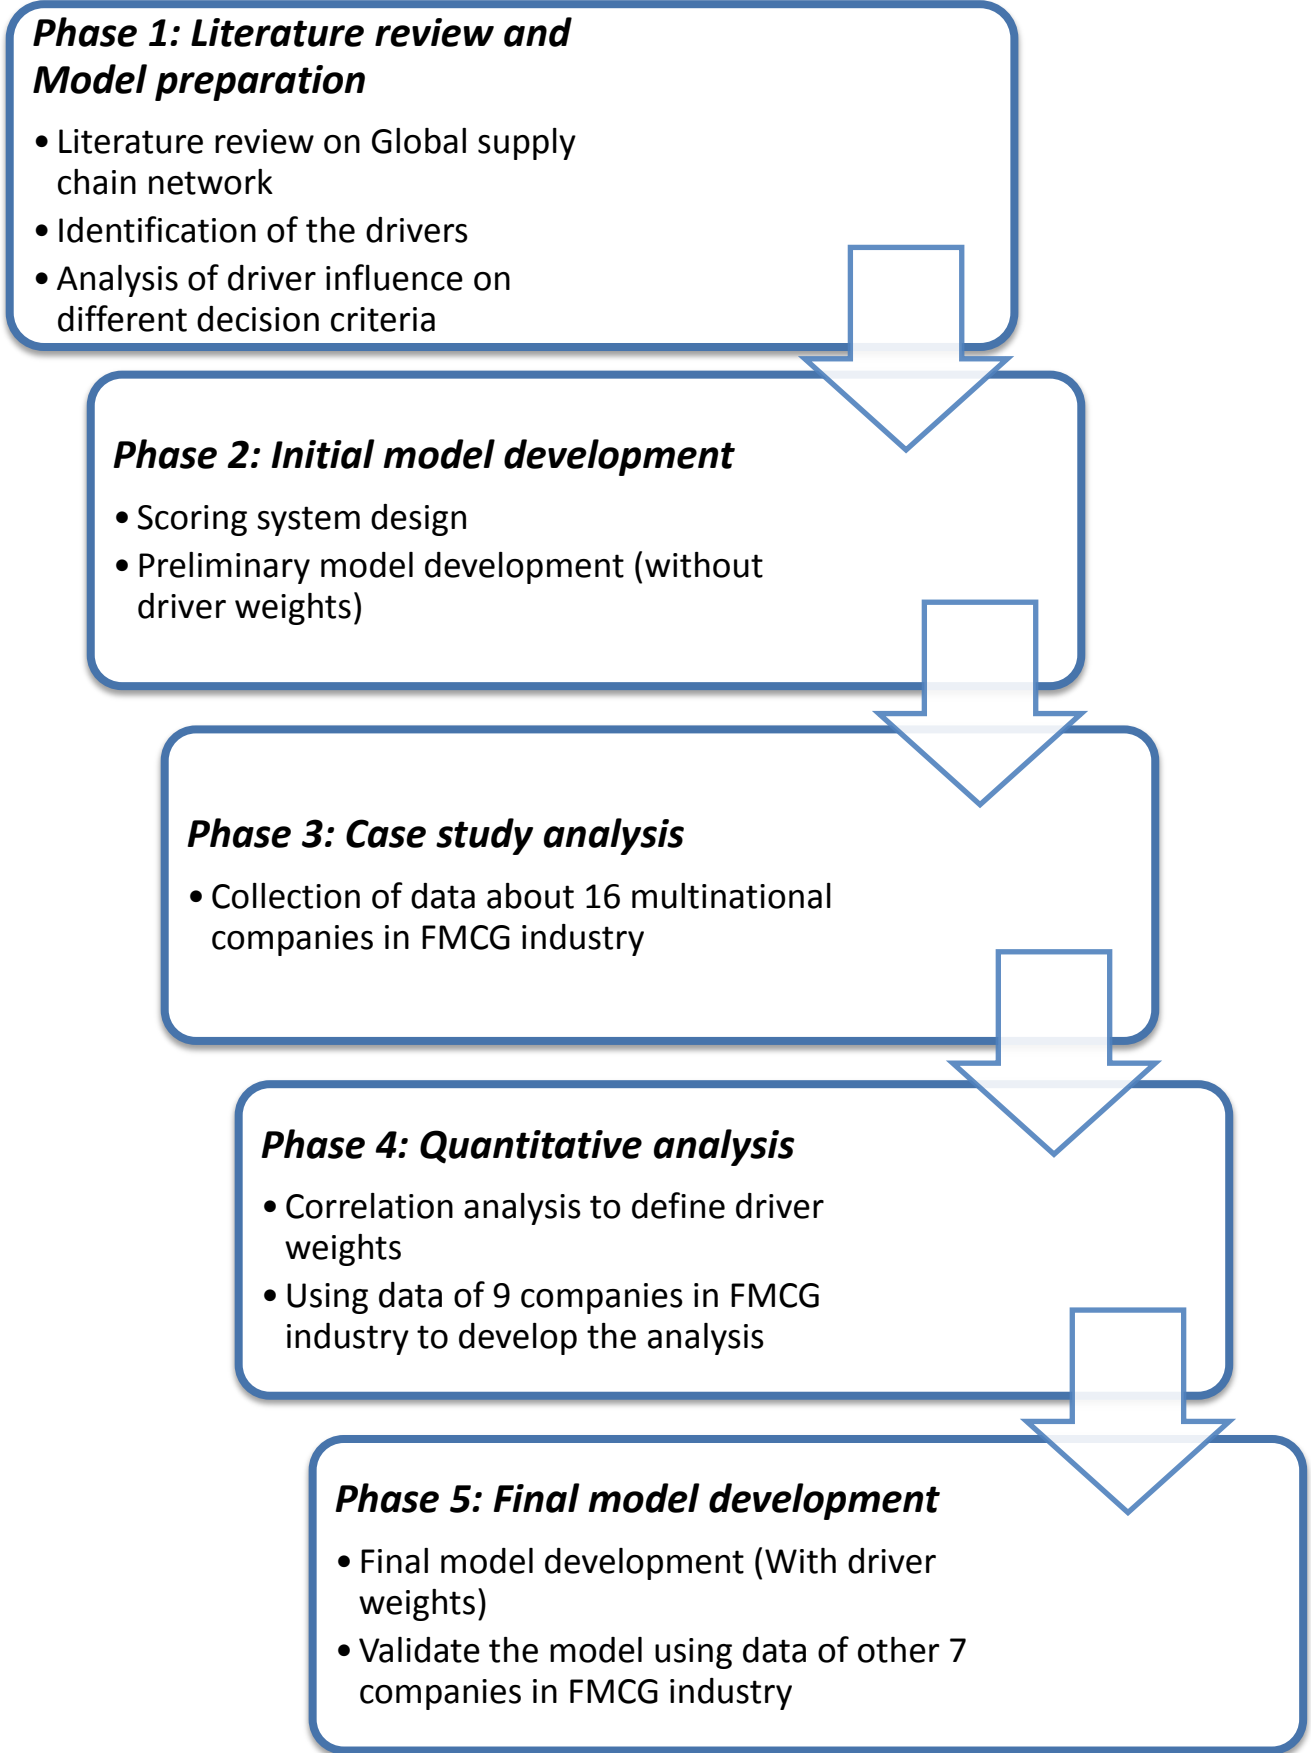 Phase 1: Literature review and
Model preparation
• Literature review on Global supply
chain network
• Identification of the drivers
• Analysis of driver influence on
different decision criteria
Phase 2: Initial model development
• Scoring system design
• Preliminary model development (without
driver weights)
Phase 3: Case study analysis
• Collection of data about 16 multinational
companies in FMCG industry
Phase 4: Quantitative analysis
• Correlation analysis to define driver
weights
• Using data of 9 companies in FMCG
industry to develop the analysis
Phase 5: Final model development
• Final model development (With driver
weights)
• Validate the model using data of other 7
companies in FMCG industry